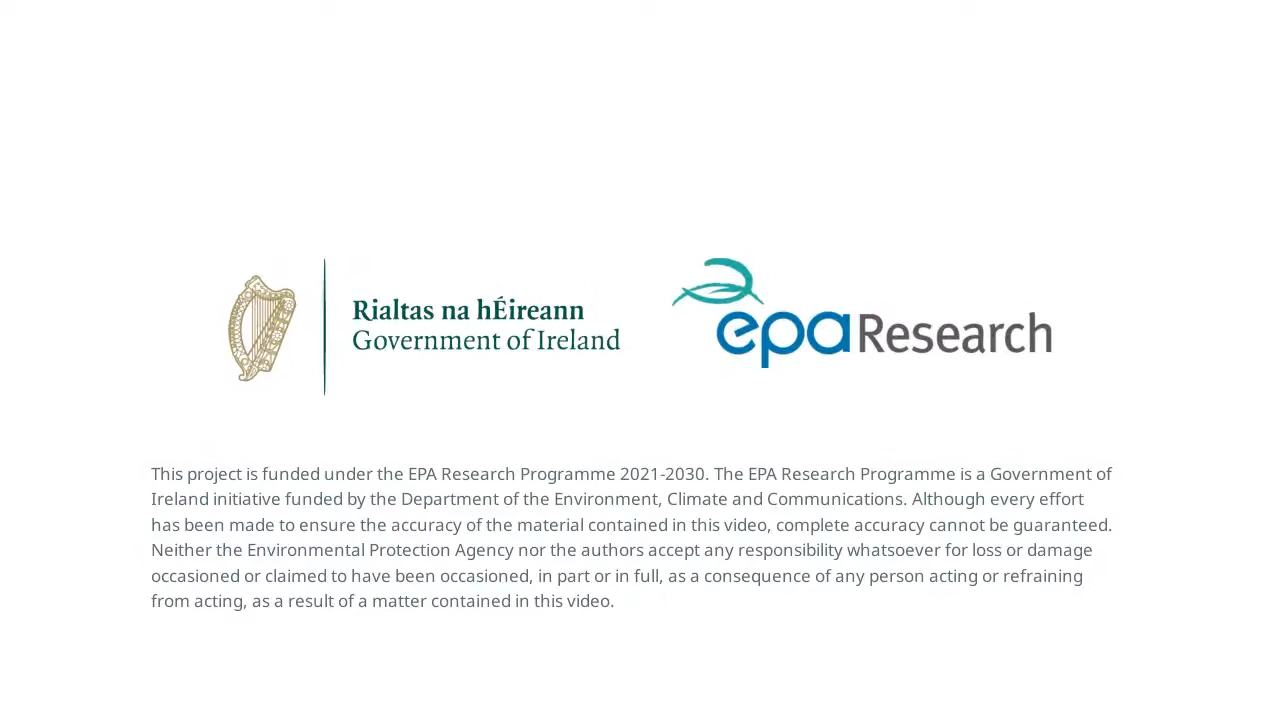 Rialtas na hÉireann
Government of Ireland
epa Research
This project is funded under the EPA Research Programme 2021-2030. The EPA Research Programme is a Government of
Ireland initiative funded by the Department of the Environment, Climate and Communications. Although every effort
has been made to ensure the accuracy of the material contained in this video, complete accuracy cannot be guaranteed.
Neither the Environmental Protection Agency nor the authors accept any responsibility whatsoever for loss or damage
occasioned or claimed to have been occasioned, in part or in full, as a consequence of any person acting or refraining
from acting, as a result of a matter contained in this video.